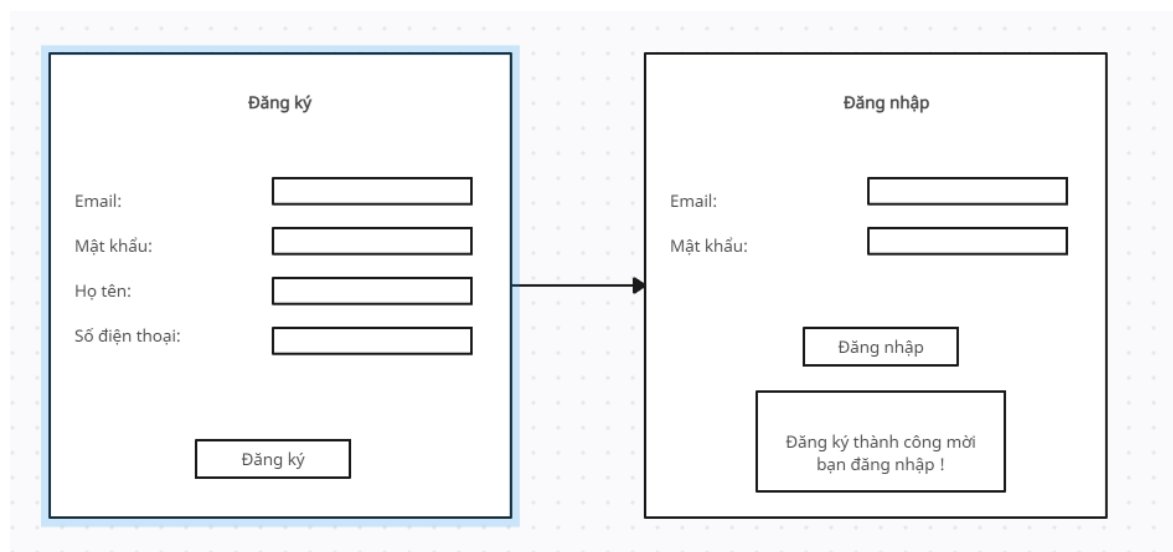 Đăng ký
Email:
Mật khẩu:
Họ tên:
Số điện thoại:
Đăng ký
Đăng nhập
Email:
Mật khẩu:
Đăng nhập
Đăng ký thành công mời
bạn đăng nhập !